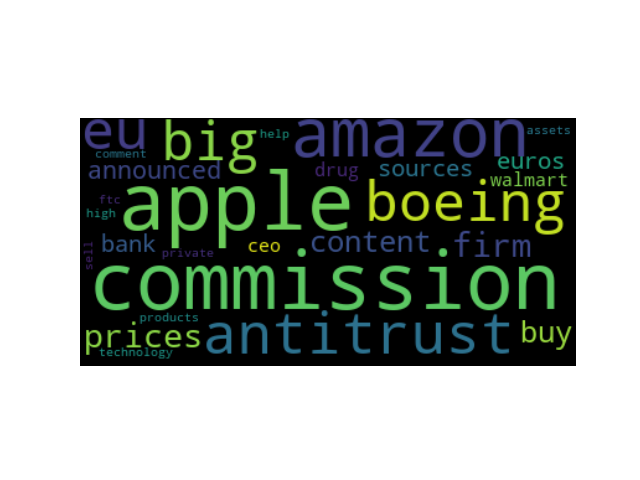 eu big help amazon assets
comment announced drug sources euros
walmart
ftc high apple boeing
bank private ceo content firm
sell
commission
products
prices antitrust buy
technology